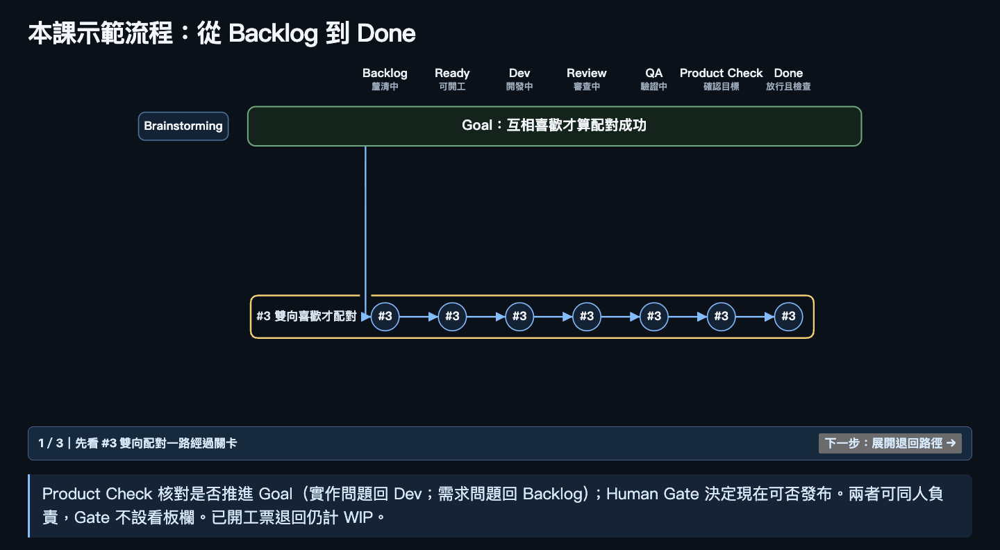 本課示範流程：從 Backlog 到 Done
Backlog Ready Dev Review QA Product Check Done
釐清中 可開工 開發中 審查中 驗證中 確認目標 放行且檢查
Brainstorming
Goal：互相喜歡才算配對成功
#3 雙向喜歡才配對 #3 #3 #3 #3 #3 #3 #3
1 / 3｜先看 #3 雙向配對一路經過關卡
下一步：展開退回路徑 →
Product Check 核對是否推進 Goal（實作問題回 Dev；需求問題回 Backlog）；Human Gate 決定現在可否發布。兩者可同人負
責，Gate 不設看板欄。已開工票退回仍計 WIP。